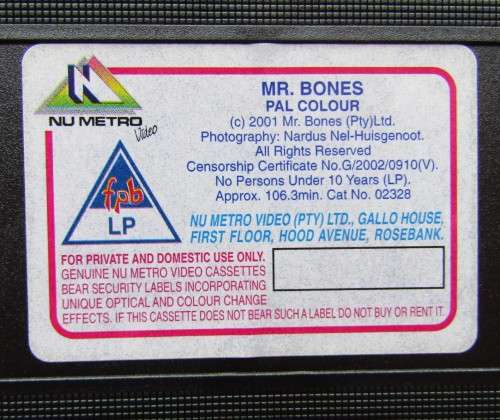 N
NU METRO
Video
fpb
LP
MR. BONES
PAL COLOUR
(c) 2001 Mr. Bones (Pty)Ltd.
Photography: Nardus Nel-Huisgenoot.
All Rights Reserved
Censorship Certificate No.G/2002/0910(V).
No Persons Under 10 Years (LP).
Approx. 106.3min. Cat No. 02328
NU METRO VIDEO (PTY) LTD., GALLO HOUSE,
FIRST FLOOR, HOOD AVENUE, ROSEBANK.
FOR PRIVATE AND DOMESTIC USE ONLY.
GENUINE NU METRO VIDEO CASSETTES
BEAR SECURITY LABELS INCORPORATING
UNIQUE OPTICAL AND COLOUR CHANGE
EFFECTS. IF THIS CASSETTE DOES NOT BEAR SUCH A LABEL DO NOT BUY OR RENT IT.